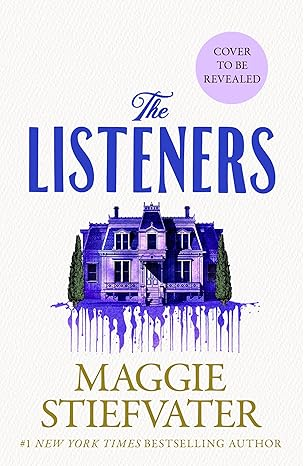 COVER
TO BE
REVEALED
The
LISTENERS
MAGGIE
STIEFVATER
#1 NEW YORK TIMES BESTSELLING AUTHOR